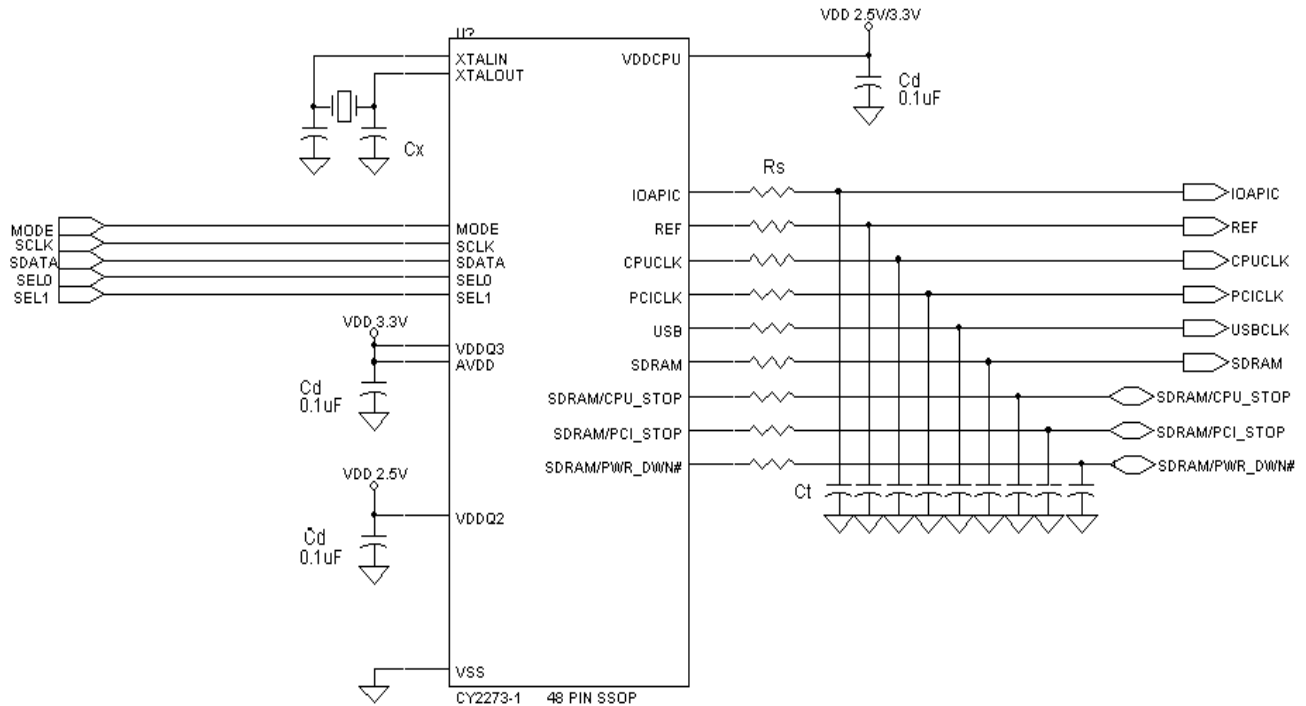 VDD 2.5V/3.3V
U?
XTALIN
XTALOUT
VDDCPU
Cd
0.1uF
Cx
Rs
IOAPIC
IOAPIC
MODE
MODE
REF
REF
SCLK
SCLK
SDATA
SDATA
CPUCLK
CPUCLK
SEL0
SEL0
SEL1
SEL1
PCICLK
PCICLK
VDD 3.3V
USB
USBCLK
VDDQ3
AVDD
SDRAM
SDRAM
Cd
0.1uF
SDRAM/CPU_STOP
SDRAM/CPU_STOP
SDRAM/PCI_STOP
SDRAM/PCI_STOP
SDRAM/PWR_DWN#
SDRAM/PWR_DWN#
VDD 2.5V
Ct
VDDQ2
Cd
0.1uF
VSS
CY2273-1 48 PIN SSOP